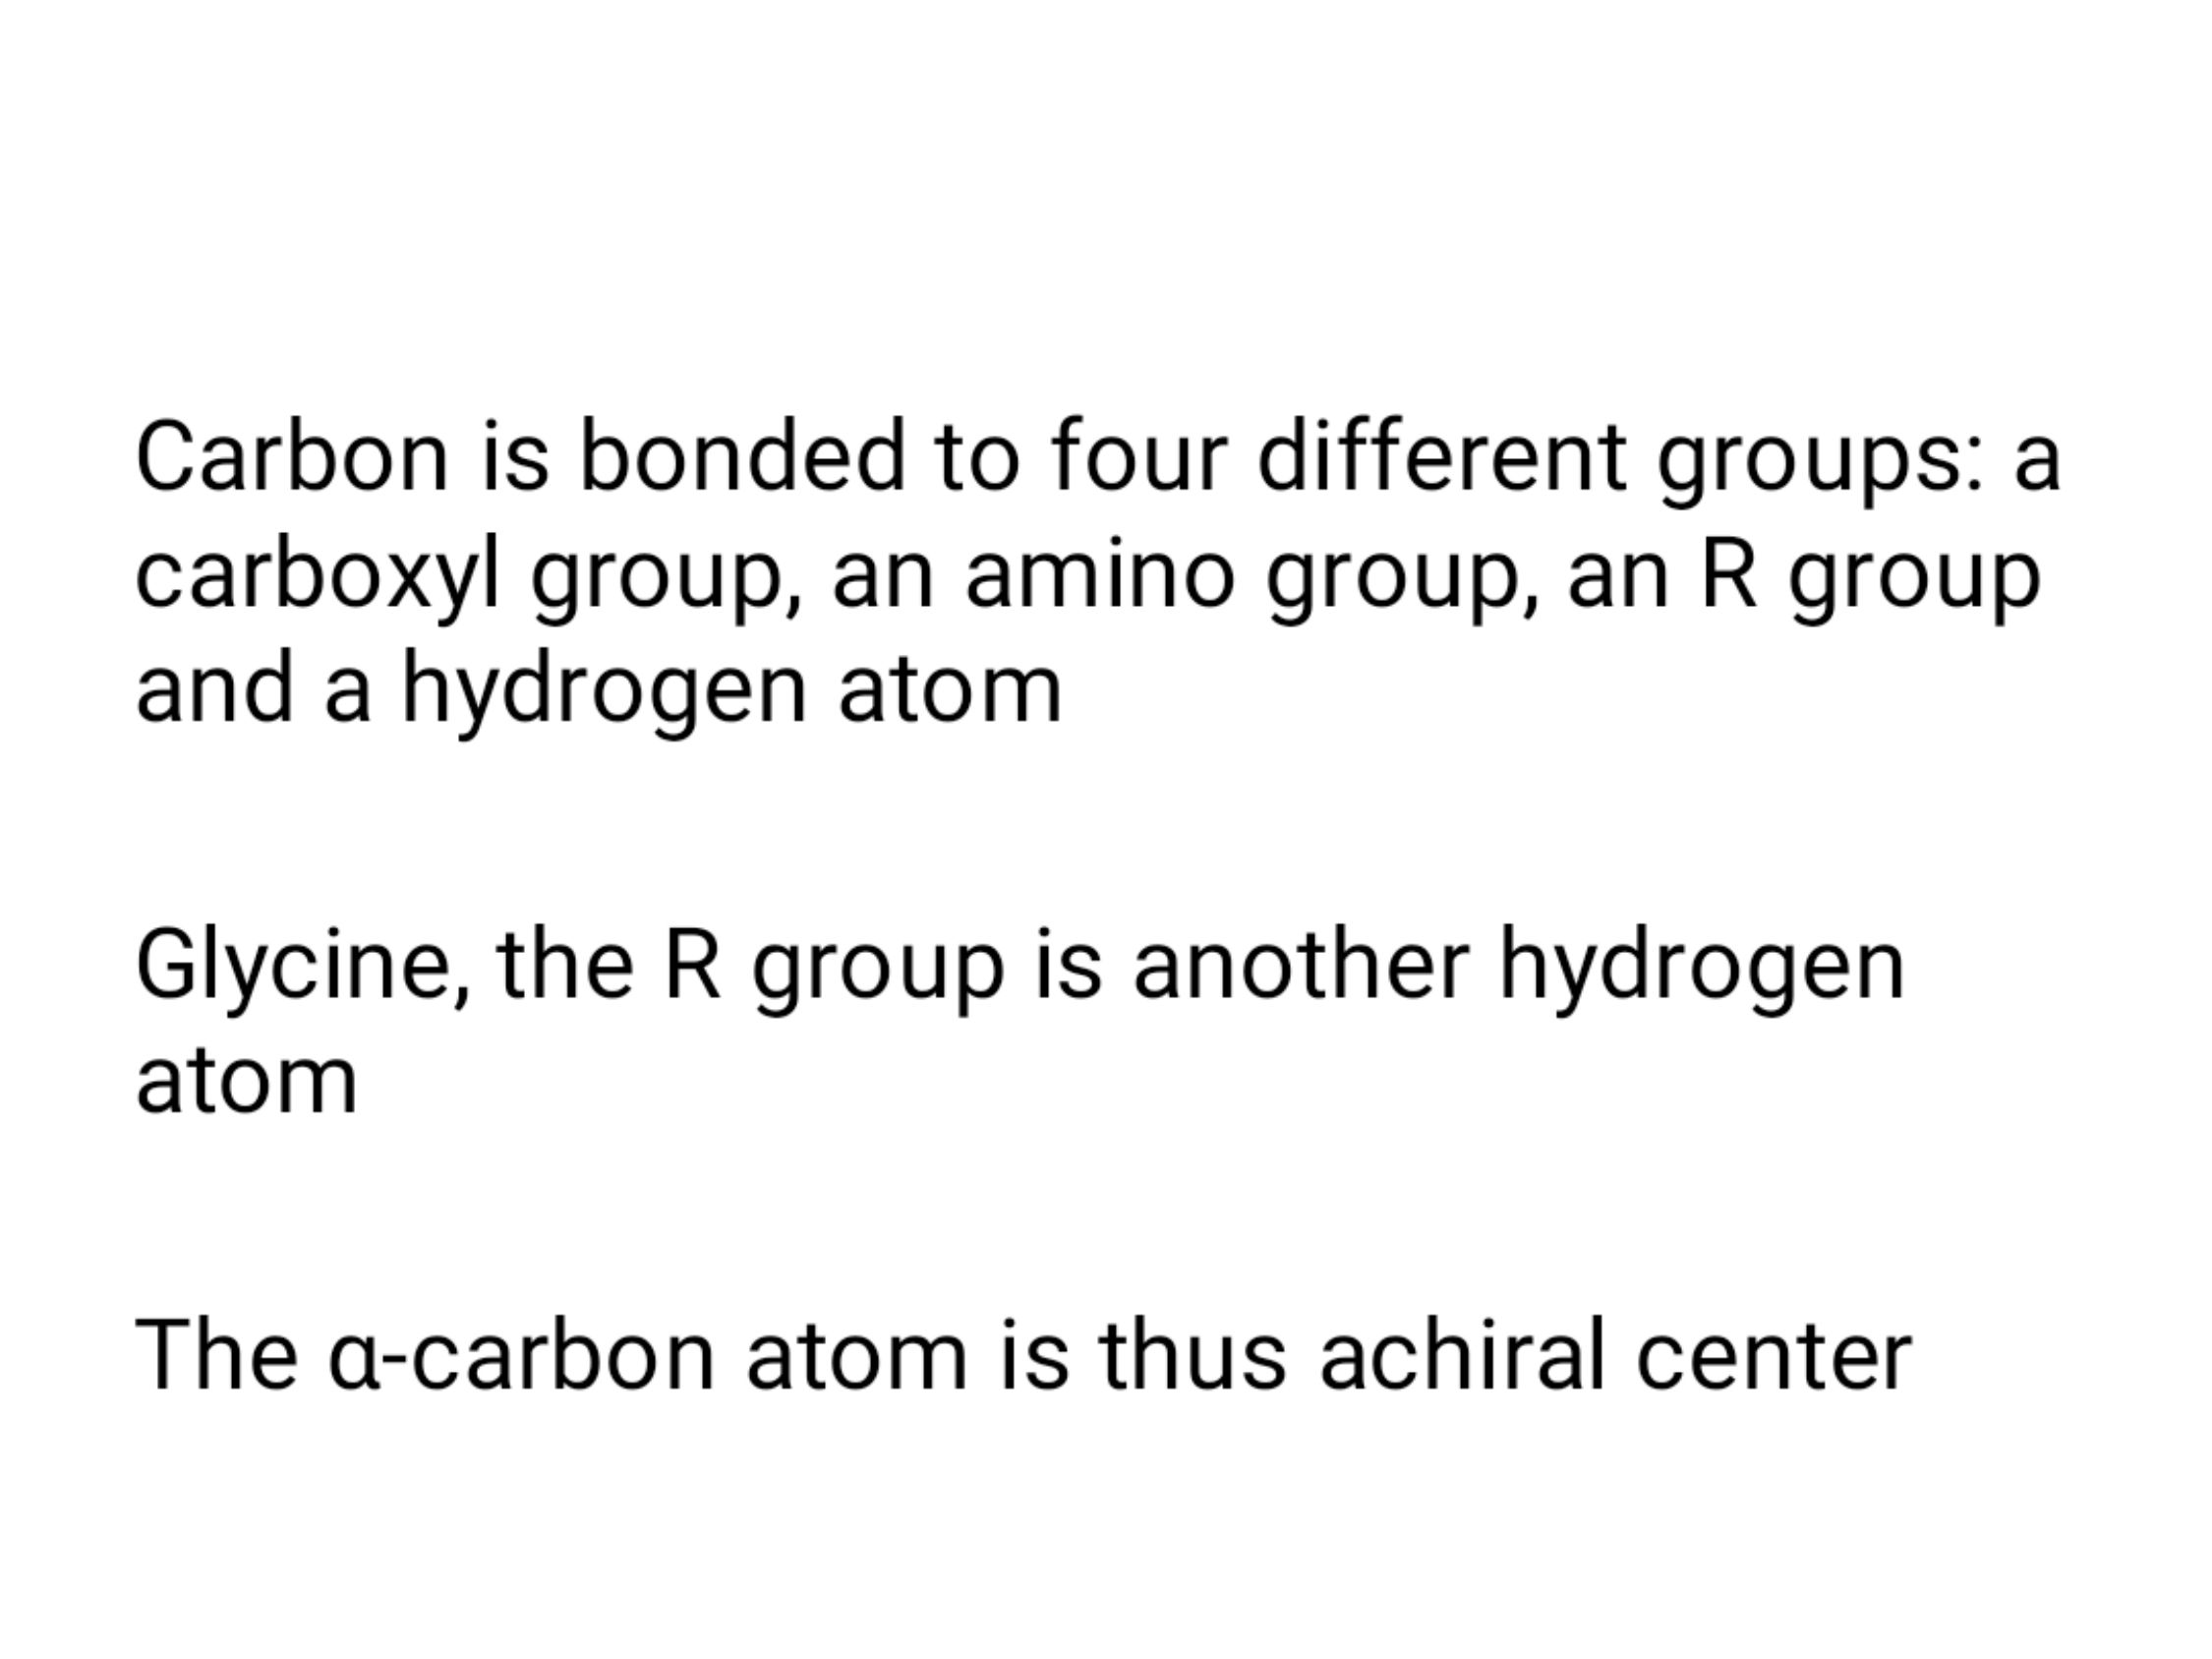 Carbon is bonded to four different groups: a
carboxyl group, an amino group, an R group
and a hydrogen atom
Glycine, the R group is another hydrogen
atom
The α-carbon atom is thus achiral center